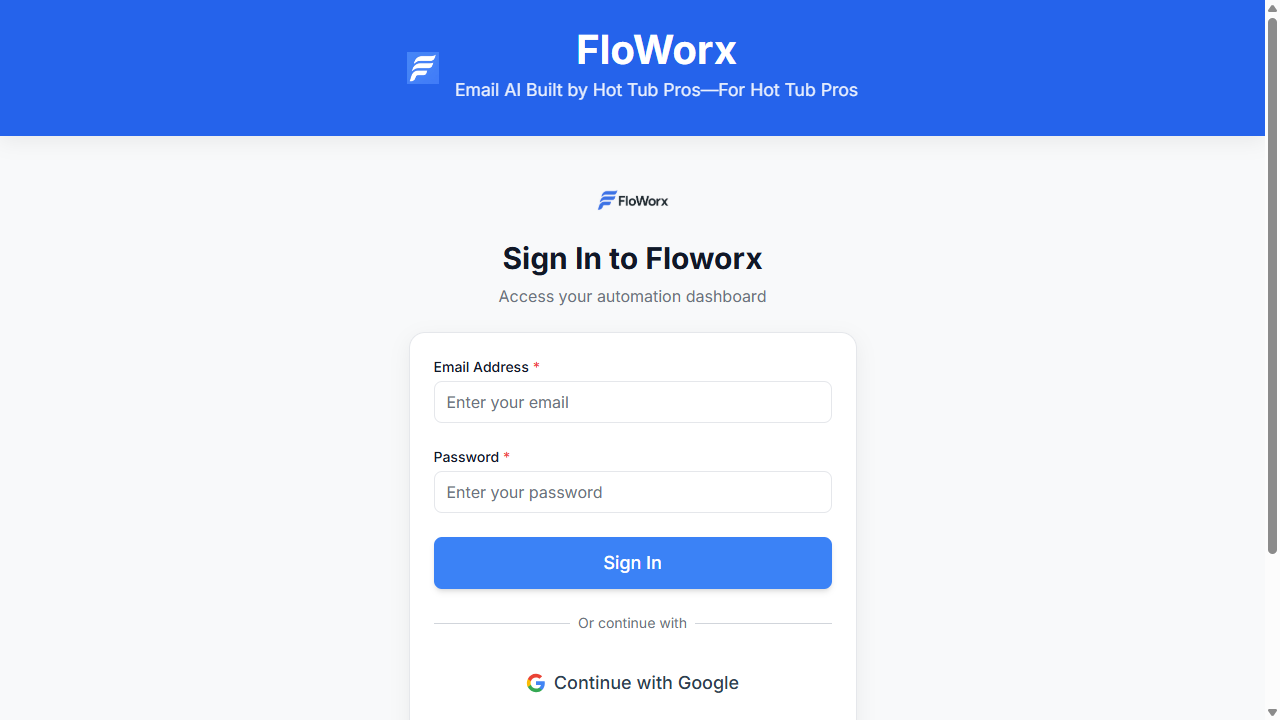 FloWorx
Email AI Built by Hot Tub Pros—For Hot Tub Pros
FloWorx
Sign In to Floworx
Access your automation dashboard
Email Address *
Enter your email
Password *
Enter your password
Sign In
Or continue with
Continue with Google